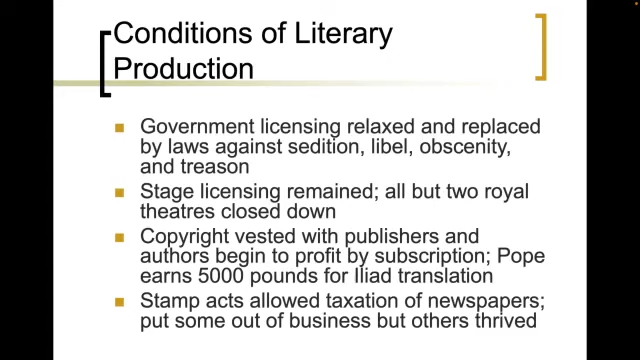 Conditions of Literary
Production
Government licensing relaxed and replaced
by laws against sedition, libel, obscenity,
and treason
Stage licensing remained; all but two royal
theatres closed down
Copyright vested with publishers and
authors begin to profit by subscription; Pope
earns 5000 pounds for Iliad translation
Stamp acts allowed taxation of newspapers;
put some out of business but others thrived